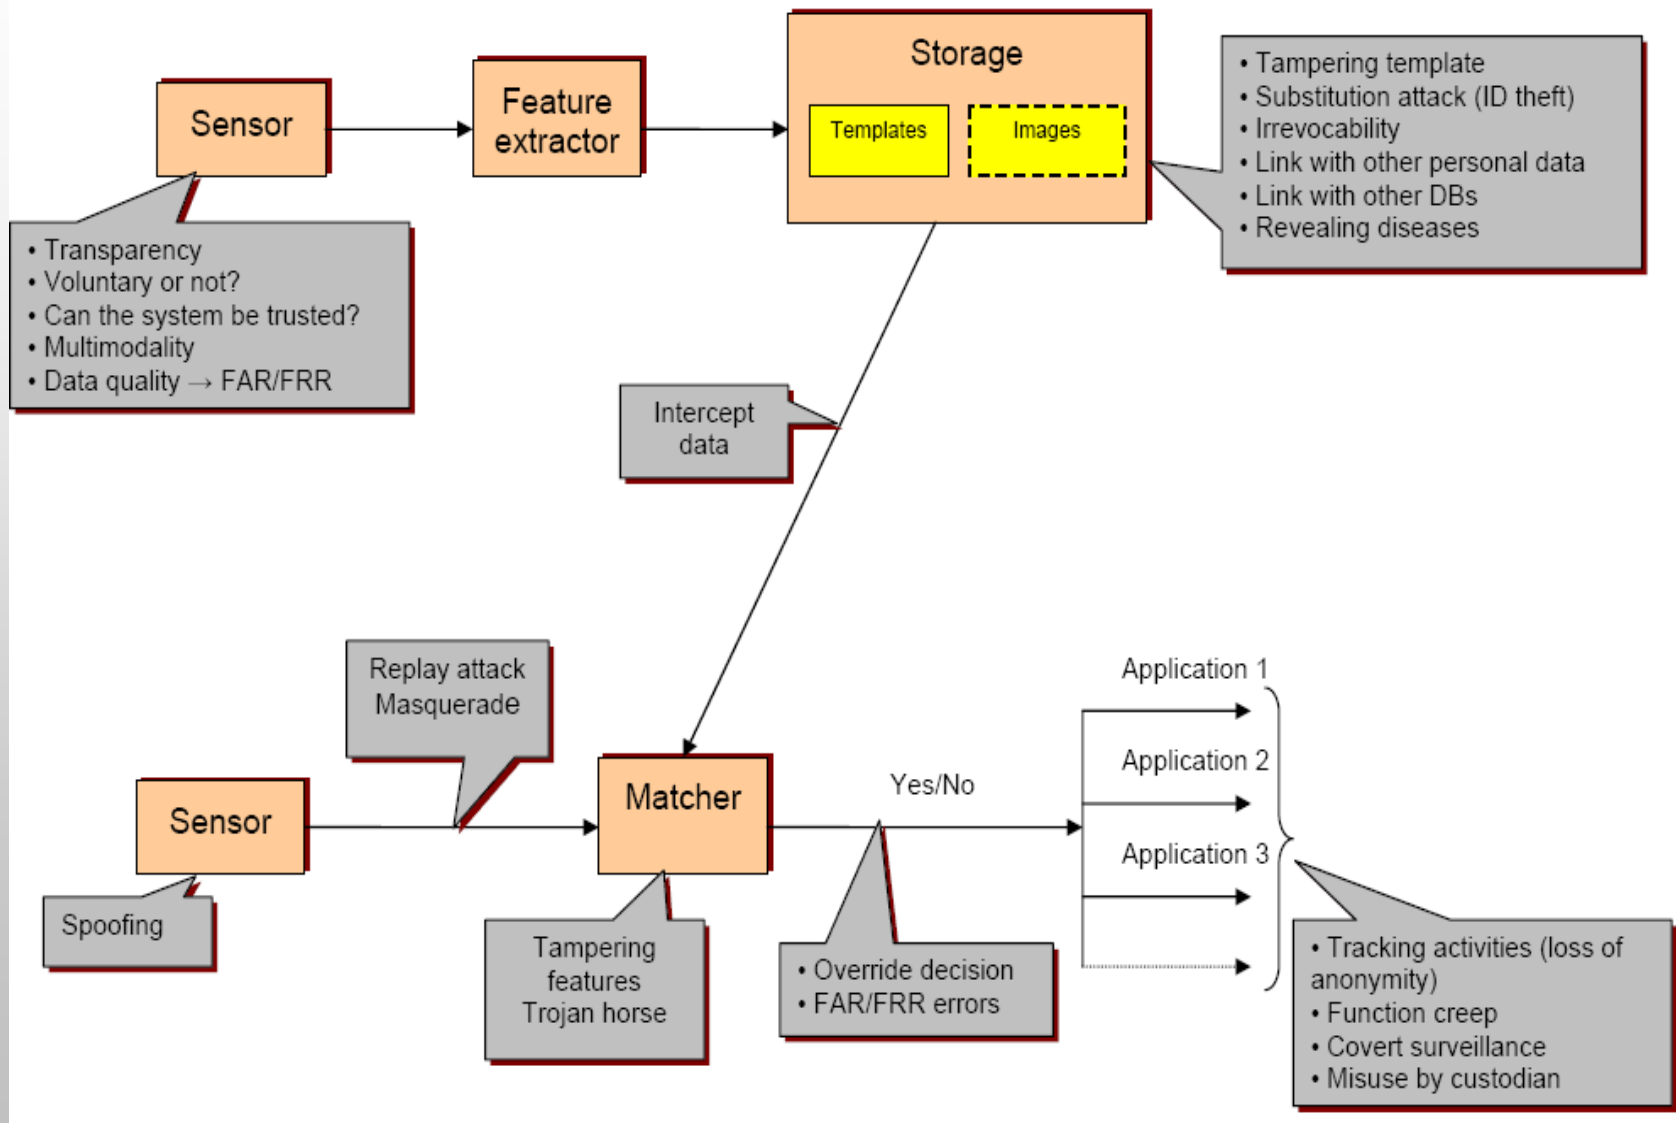 Sensor
Feature
extractor
Storage
Templates
Images
• Tampering template
• Substitution attack (ID theft)
• Irrevocability
• Link with other personal data
• Link with other DBs
• Revealing diseases
• Transparency
• Voluntary or not?
• Can the system be trusted?
• Multimodality
• Data quality → FAR/FRR
Intercept
data
Replay attack
Masquerade
Sensor
Spoofing
Matcher
Tampering
features
Trojan horse
Yes/No
• Override decision
• FAR/FRR errors
Application 1
Application 2
Application 3
• Tracking activities (loss of
anonymity)
• Function creep
• Covert surveillance
• Misuse by custodian